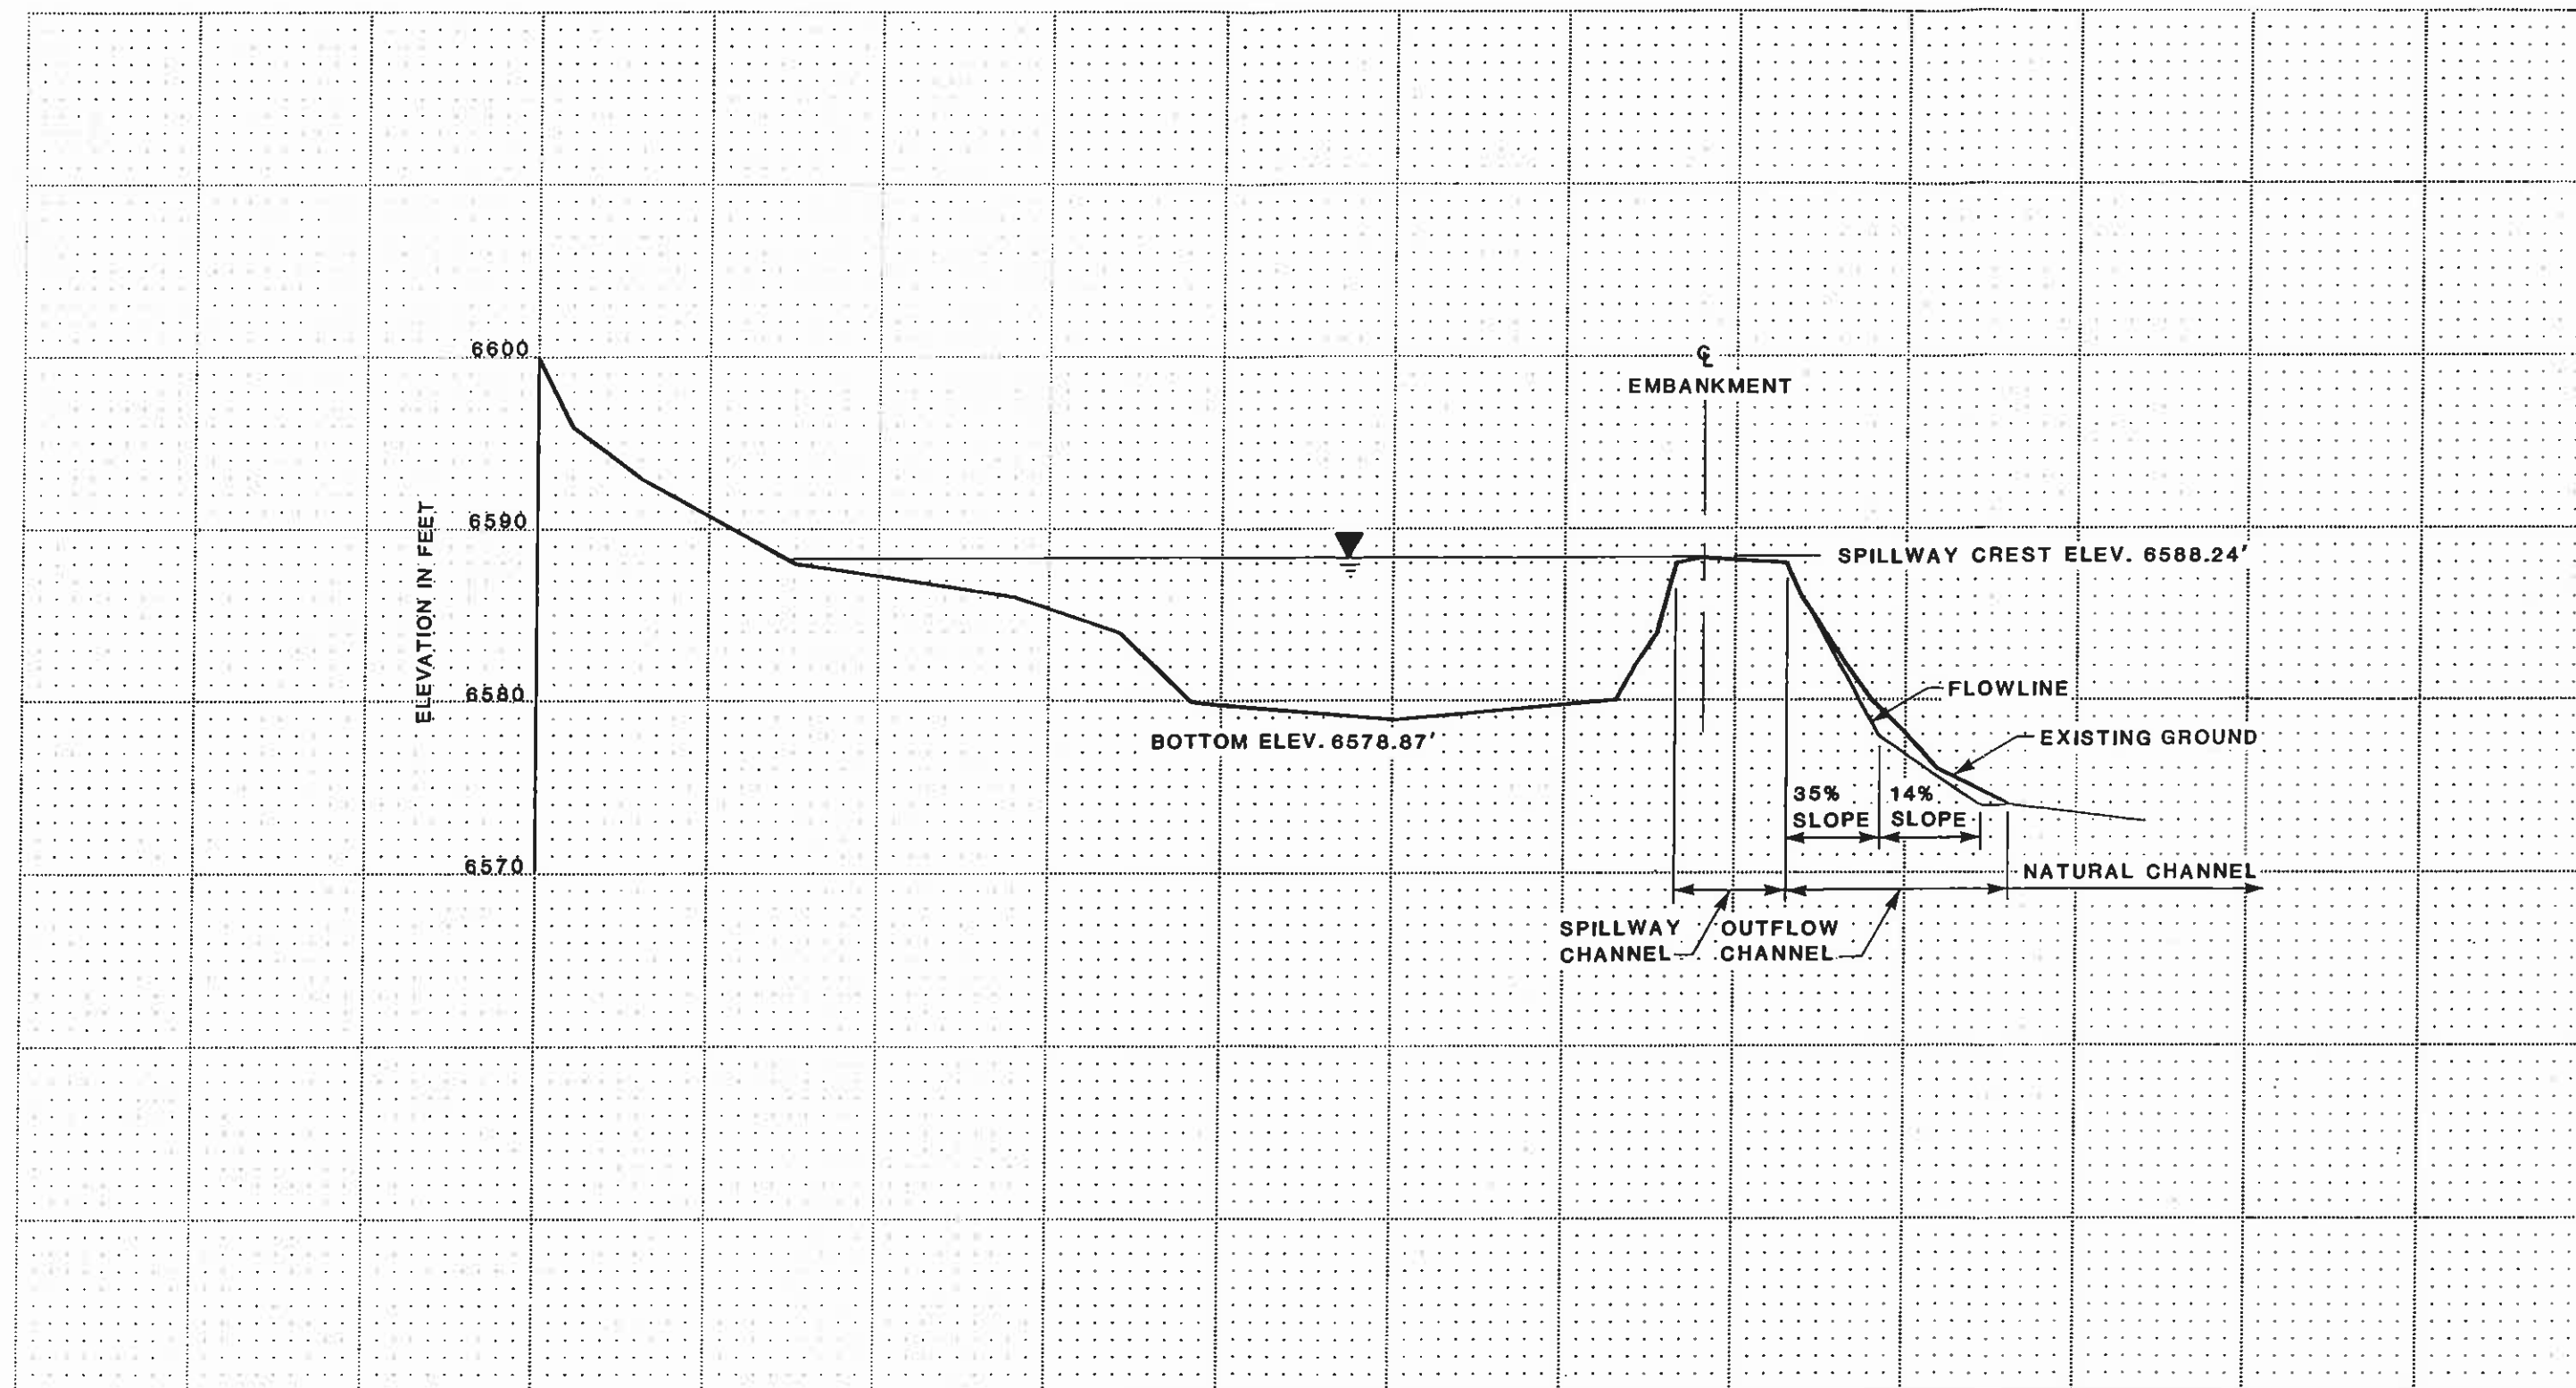 6600
℄
EMBANKMENT
ELEVATION IN FEET
6590
SPILLWAY CREST ELEV. 6588.24'
6580
FLOWLINE
BOTTOM ELEV. 6578.87'
EXISTING GROUND
35%
SLOPE
14%
SLOPE
6570
NATURAL CHANNEL
SPILLWAY
CHANNEL
OUTFLOW
CHANNEL